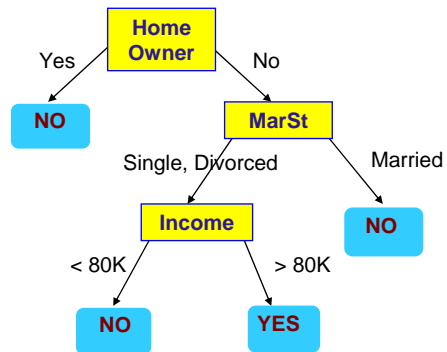 Home
Owner
Yes
No
NO
MarSt
Single, Divorced
Married
Income
NO
< 80K
> 80K
NO
YES